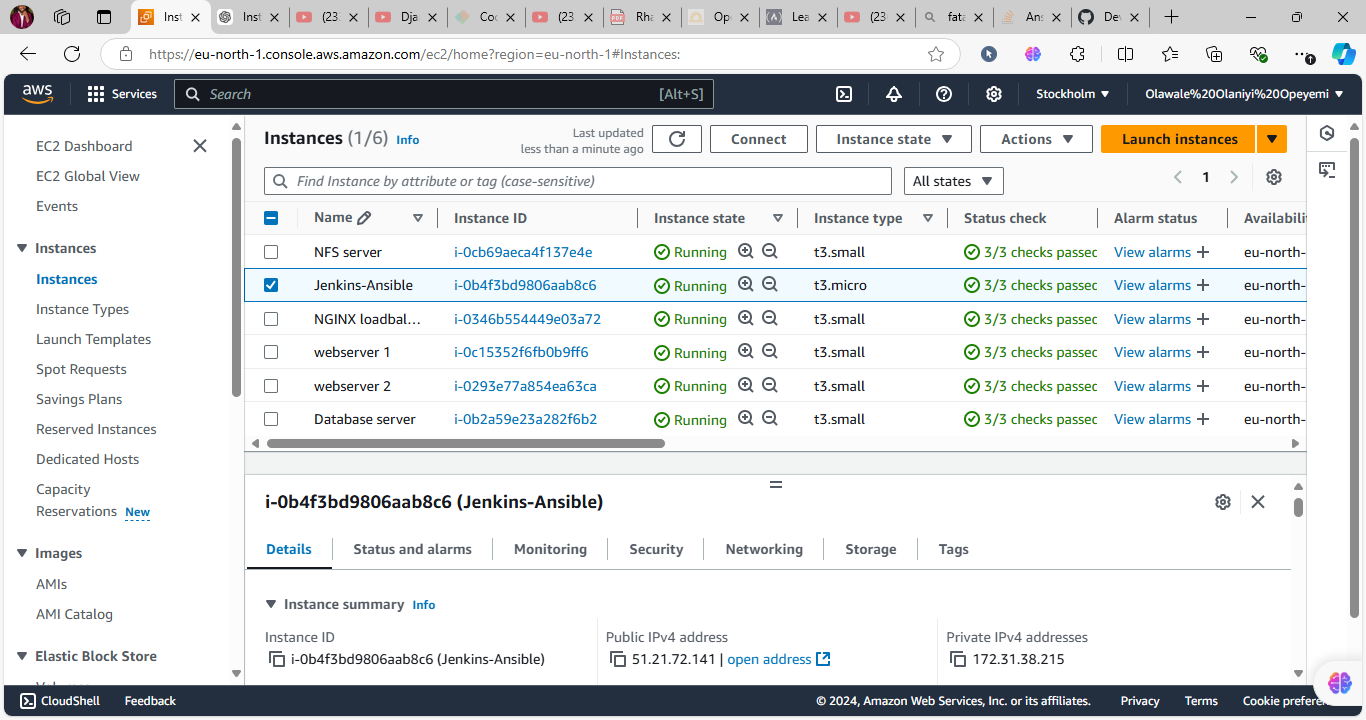 Inst
Inst
(23
Dja
Coo
(23
Rha
Ope
Lea
(23
fata
Ans
Dev
https://eu-north-1.console.aws.amazon.com/ec2/home?region=eu-north-1#Instances:
aws
Services
Search
[Alt+S]
Stockholm
Olawale%20Olaniyi%20Opeyemi
EC2 Dashboard
EC2 Global View
Events
Instances
Instances
Instance Types
Launch Templates
Spot Requests
Savings Plans
Reserved Instances
Dedicated Hosts
Capacity
Reservations New
Images
AMIs
AMI Catalog
Elastic Block Store
Instances (1/6) Info
Last updated
less than a minute ago
Connect
Instance state
Actions
Launch instances
Find Instance by attribute or tag (case-sensitive)
All states
1
Name Instance ID Instance state Instance type Status check Alarm status Availabili
NFS server i-0cb69aeca4f137e4e Running t3.small 3/3 checks passed View alarms eu-north-
Jenkins-Ansible i-0b4f3bd9806aab8c6 Running t3.micro 3/3 checks passed View alarms eu-north-
NGINX loadbal... i-0346b554449e03a72 Running t3.small 3/3 checks passed View alarms eu-north-
webserver 1 i-0c15352f6fb0b9ff6 Running t3.small 3/3 checks passed View alarms eu-north-
webserver 2 i-0293e77a854ea63ca Running t3.small 3/3 checks passed View alarms eu-north-
Database server i-0b2a59e23a282f6b2 Running t3.small 3/3 checks passed View alarms eu-north-
i-0b4f3bd9806aab8c6 (Jenkins-Ansible)
Details Status and alarms Monitoring Security Networking Storage Tags
Instance summary Info
Instance ID
i-0b4f3bd9806aab8c6 (Jenkins-Ansible)
Public IPv4 address
51.21.72.141 | open address
Private IPv4 addresses
172.31.38.215
CloudShell Feedback © 2024, Amazon Web Services, Inc. or its affiliates. Privacy Terms Cookie prefere